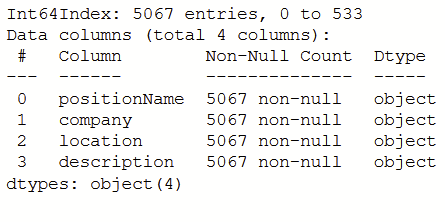 Int64Index: 5067 entries, 0 to 533
Data columns (total 4 columns):
 #   Column        Non-Null Count  Dtype
---  ------        --------------  -----
 0   positionName  5067 non-null   object
 1   company       5067 non-null   object
 2   location      5067 non-null   object
 3   description   5067 non-null   object
dtypes: object(4)